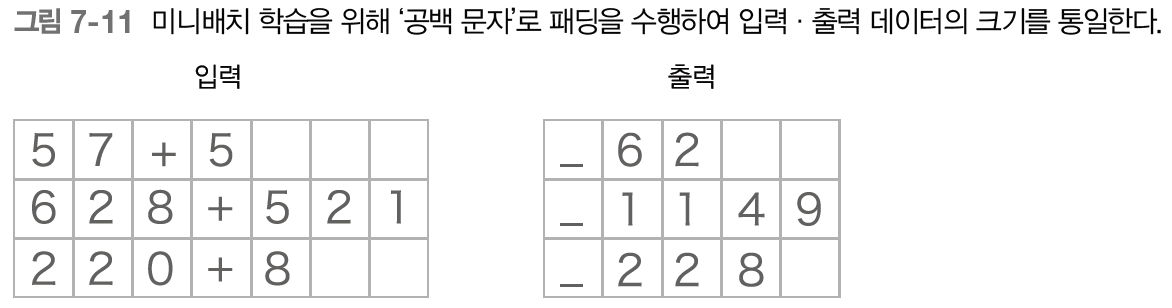 그림 7-11 미니배치 학습을 위해 ‘공백 문자’로 패딩을 수행하여 입력 · 출력 데이터의 크기를 통일한다.
입력 출력
5 7 + 5 _ 6 2
6 2 8 + 5 2 1 _ 1 1 4 9
2 2 0 + 8 _ 2 2 8